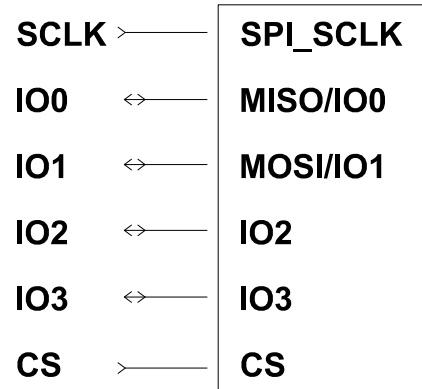 SCLK SPI_SCLK
IO0 MISO/IO0
IO1 MOSI/IO1
IO2 IO2
IO3 IO3
CS CS